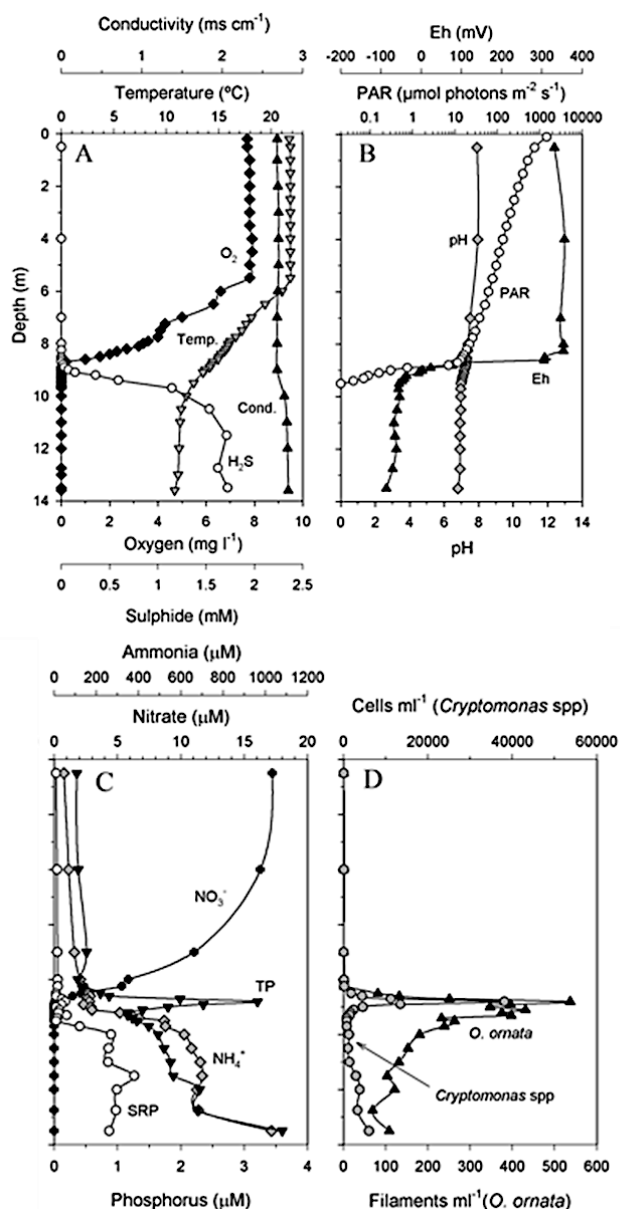 Conductivity (ms cm⁻¹)
0 1 2 3
Temperature (ºC)
0 5 10 15 20
A
O₂
Temp.
Cond.
H₂S
Depth (m)
0
2
4
6
8
10
12
14
0 2 4 6 8 10
Oxygen (mg l⁻¹)
0 0.5 1 1.5 2 2.5
Sulphide (mM)
Eh (mV)
-200 -100 0 100 200 300 400
PAR (µmol photons m⁻² s⁻¹)
0.1 1 10 100 1000 10000
B
pH
PAR
Eh
0 2 4 6 8 10 12 14
pH
Ammonia (µM)
0 200 400 600 800 1000 1200
Nitrate (µM)
0 5 10 15 20
C
NO₃⁻
TP
NH₄⁺
SRP
0 1 2 3 4
Phosphorus (µM)
Cells ml⁻¹ (Cryptomonas spp)
0 20000 40000 60000
D
O. ornata
Cryptomonas spp
0 100 200 300 400 500 600
Filaments ml⁻¹(O. ornata)